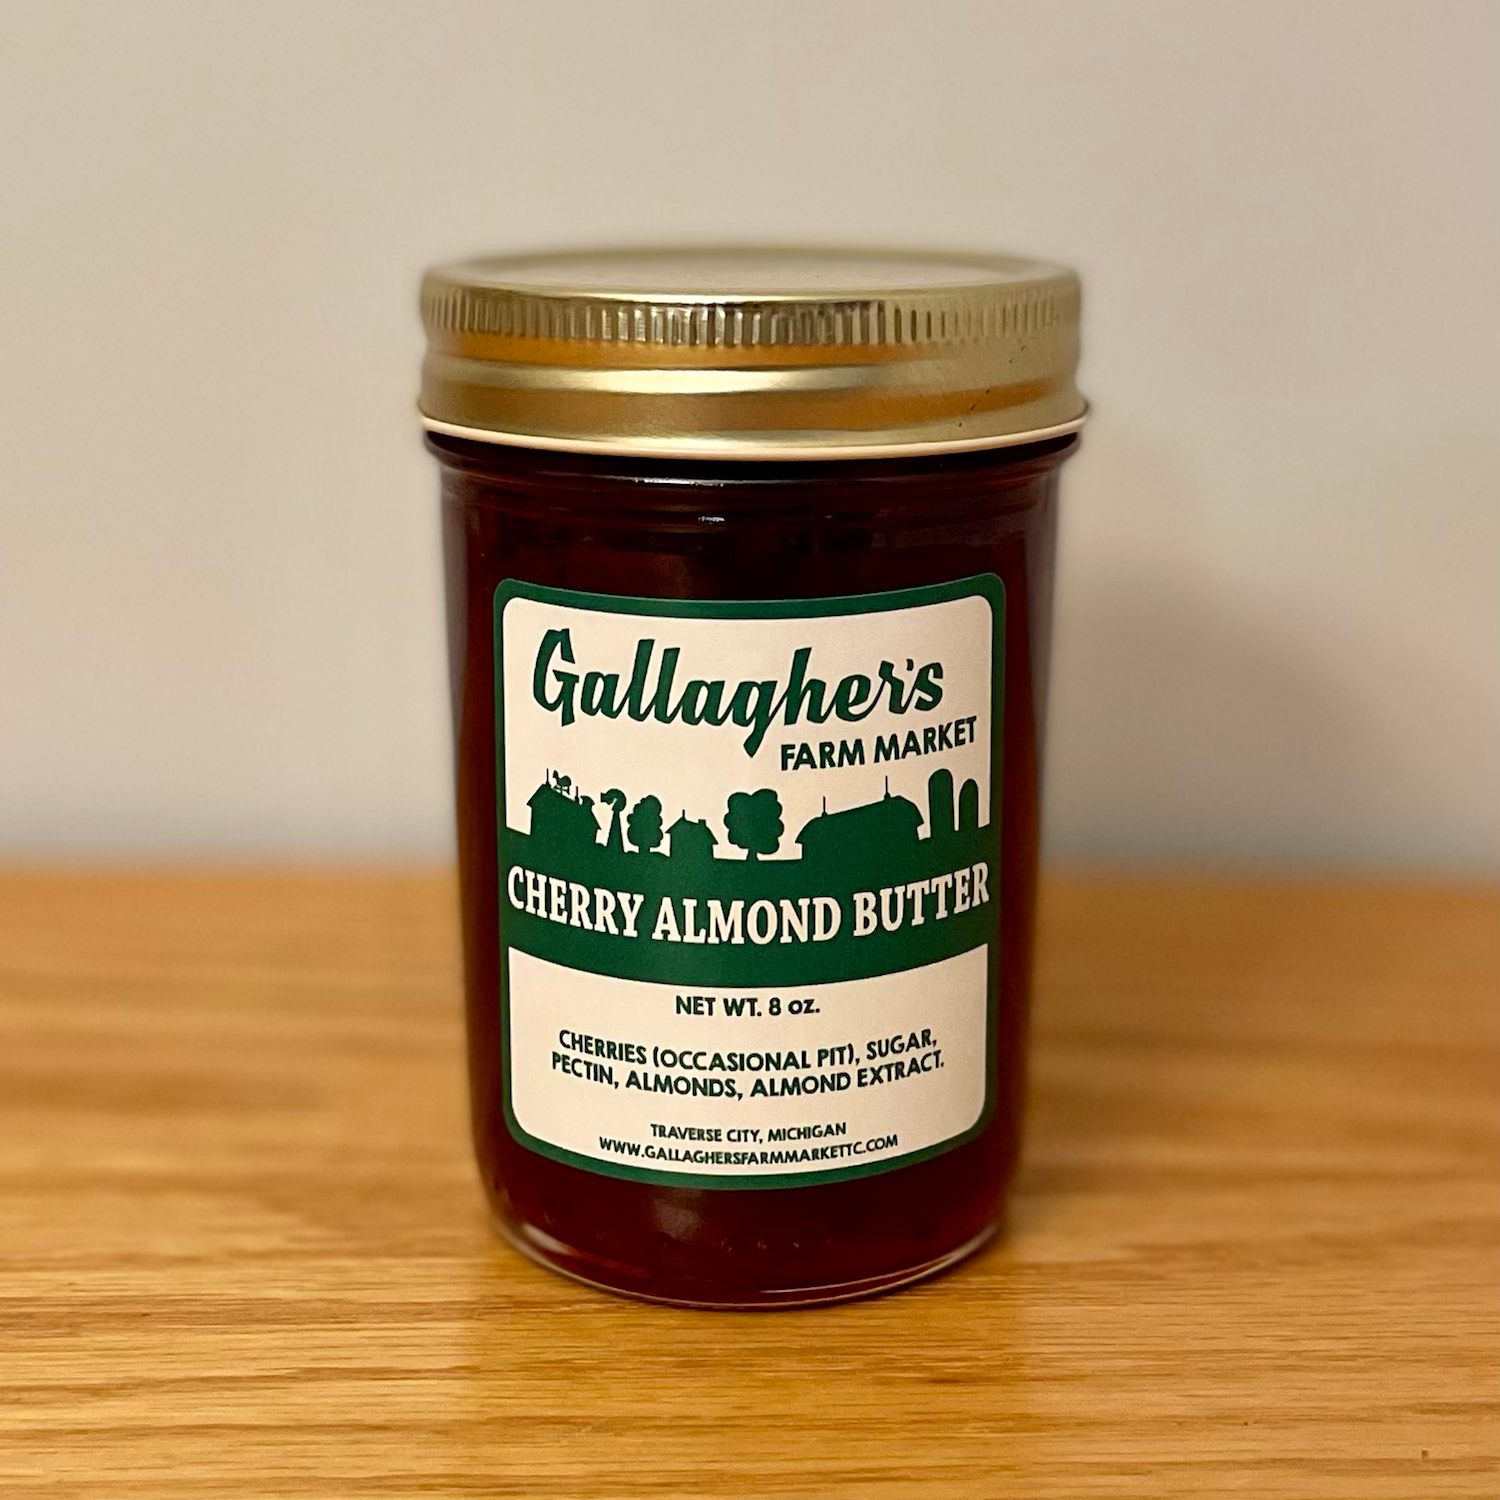 Gallagher's
FARM MARKET
CHERRY ALMOND BUTTER
NET WT. 8 oz.
CHERRIES (OCCASIONAL PIT), SUGAR,
PECTIN, ALMONDS, ALMOND EXTRACT.
TRAVERSE CITY, MICHIGAN
WWW.GALLAGHERSFARMMARKETTC.COM